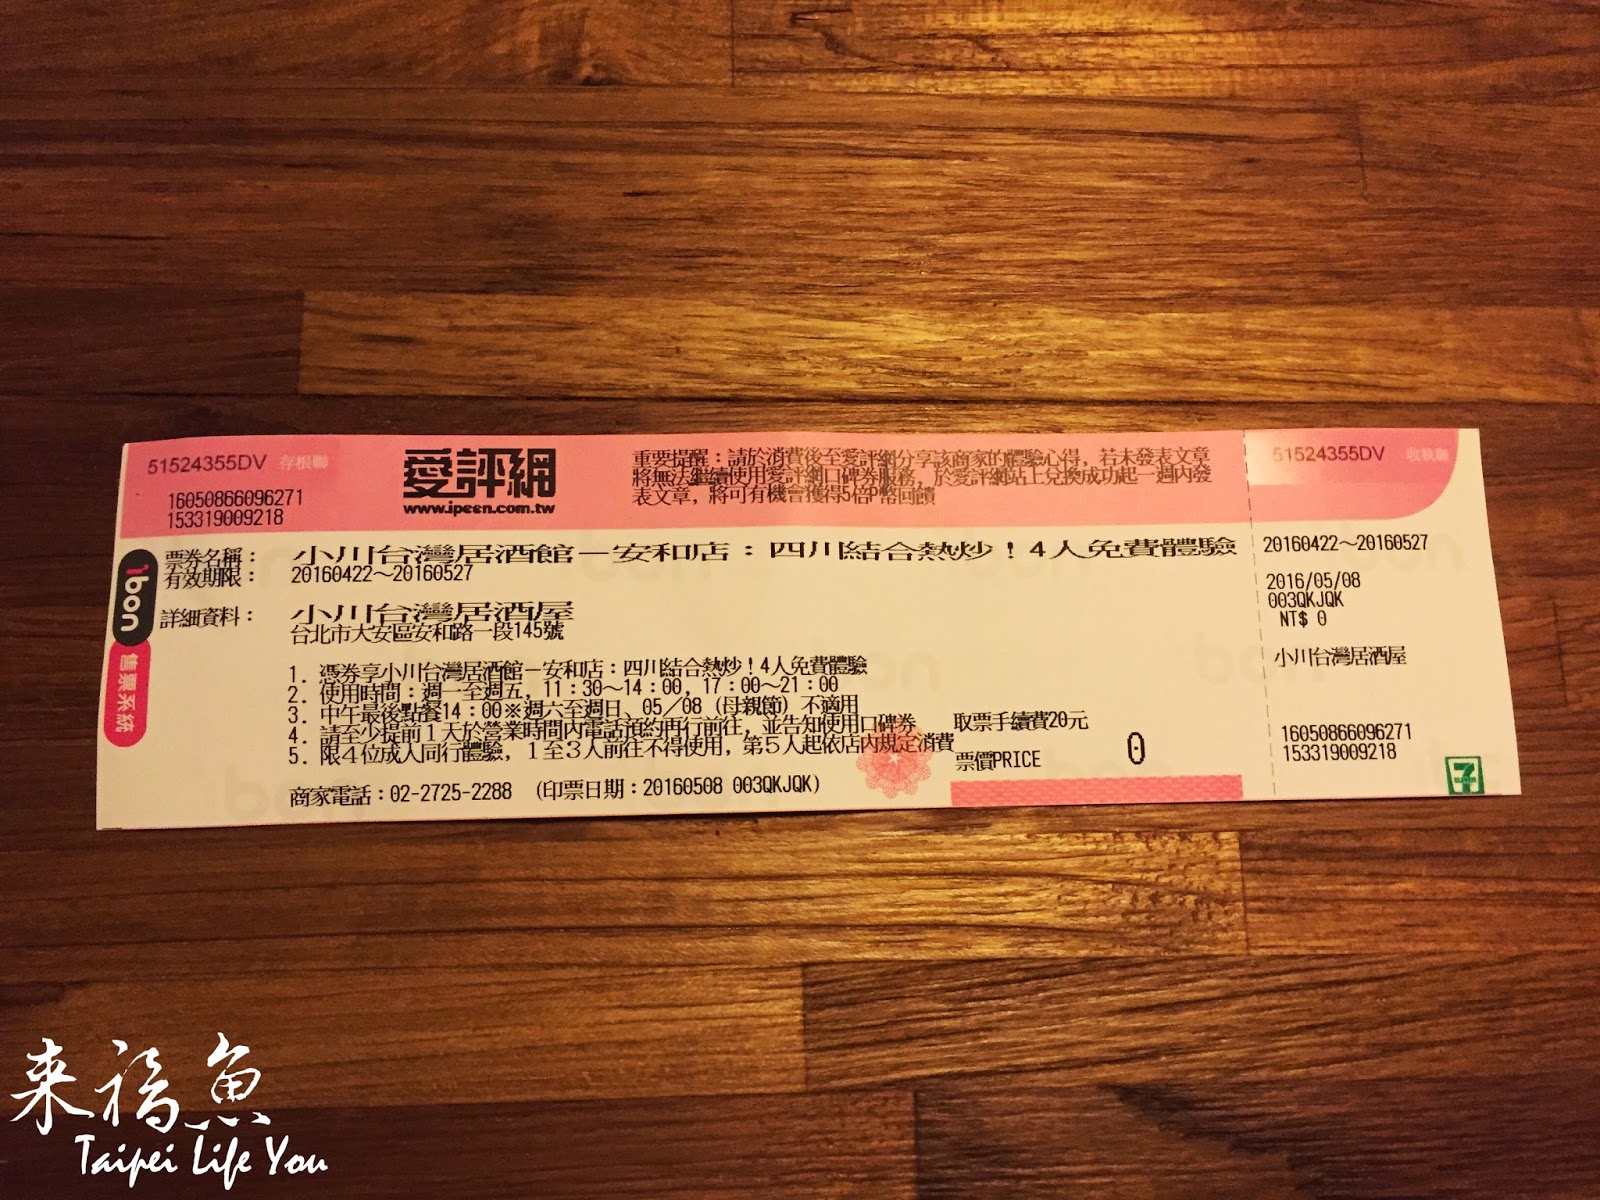 51524355DV 存根聯
16050866096271
153319009218
愛評網
www.ipeen.com.tw
重要提醒：請於消費後至愛評網分享該商家的體驗心得，若未發表文章
將無法繼續使用愛評網口碑券服務，於愛評網站上兌換成功起一週內發
表文章，將可有機會獲得5倍P幣回饋
51524355DV 收執聯
ibon
售票系統
票券名稱： 小川台灣居酒館－安和店：四川結合熱炒！4人免費體驗
有效期限： 20160422～20160527
詳細資料： 小川台灣居酒屋
台北市大安區安和路一段145號
1. 憑券享小川台灣居酒館－安和店：四川結合熱炒！4人免費體驗
2. 使用時間：週一至週五，11：30～14：00，17：00～21：00
3. 中午最後點餐14：00※週六至週日、05／08（母親節）不適用
4. 請至少提前１天於營業時間內電話預約再行前往，並告知使用口碑券
5. 限４位成人同行體驗，１至３人前往不得使用，第５人起依店內規定消費
商家電話：02-2725-2288 （印票日期：20160508 003QKJQK）
取票手續費20元
票價PRICE 0
20160422～20160527
2016/05/08
003QKJQK
NT$ 0
小川台灣居酒屋
16050866096271
153319009218
7
ELEVEN
来福魚
Taipei Life You